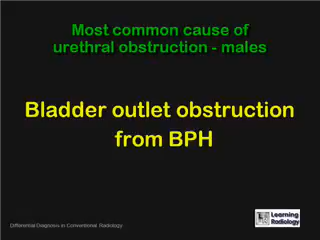 Most common cause of
urethral obstruction - males
Bladder outlet obstruction
from BPH
Differential Diagnosis in Conventional Radiology
Learning
Radiology